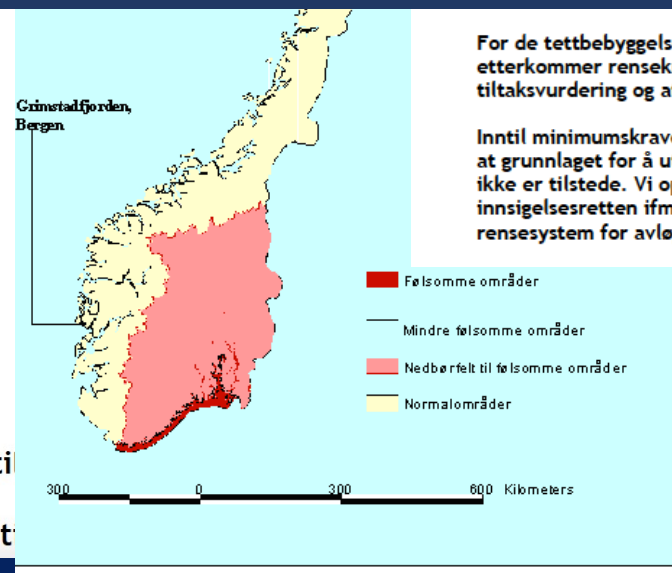 For de tettbebyggels
etterkommer rensek
tiltaksvurdering og a
Inntil minimumskrav
at grunnlaget for å u
ikke er tilstede. Vi o
innsigelsesretten ifm
rensesystem for avlø
Grimstadfjorden,
Bergen
Følsomme områder
Mindre følsomme områder
Nedbørfelt til følsomme områder
Normalområder
300 0 300 600 Kilometers